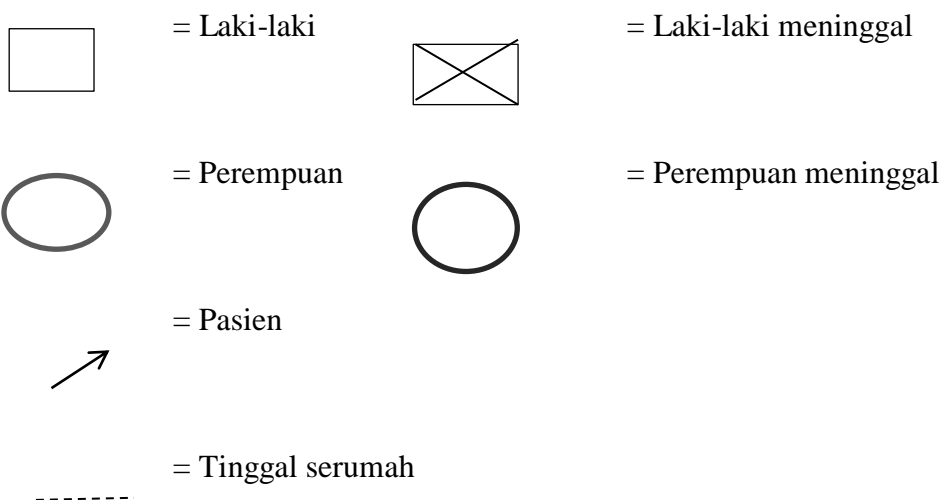 = Laki-laki = Laki-laki meninggal
= Perempuan = Perempuan meninggal
= Pasien
= Tinggal serumah